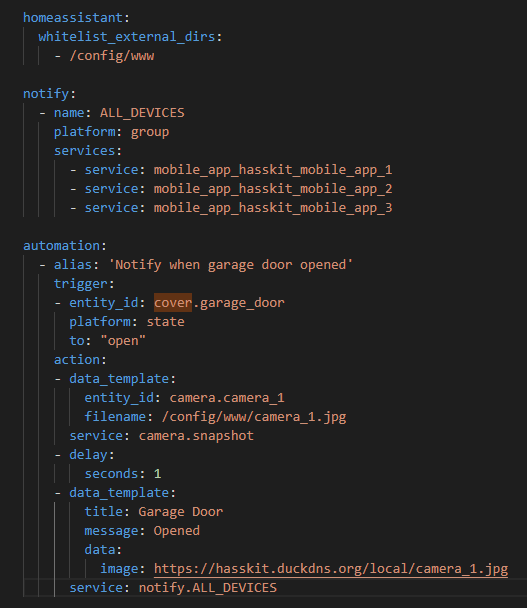 homeassistant:
  whitelist_external_dirs:
    - /config/www

notify:
  - name: ALL_DEVICES
    platform: group
    services:
      - service: mobile_app_hasskit_mobile_app_1
      - service: mobile_app_hasskit_mobile_app_2
      - service: mobile_app_hasskit_mobile_app_3

automation:
  - alias: 'Notify when garage door opened'
    trigger:
    - entity_id: cover.garage_door
      platform: state
      to: "open"
    action:
    - data_template:
        entity_id: camera.camera_1
        filename: /config/www/camera_1.jpg
      service: camera.snapshot
    - delay:
        seconds: 1
    - data_template:
        title: Garage Door
        message: Opened
        data:
          image: https://hasskit.duckdns.org/local/camera_1.jpg
      service: notify.ALL_DEVICES